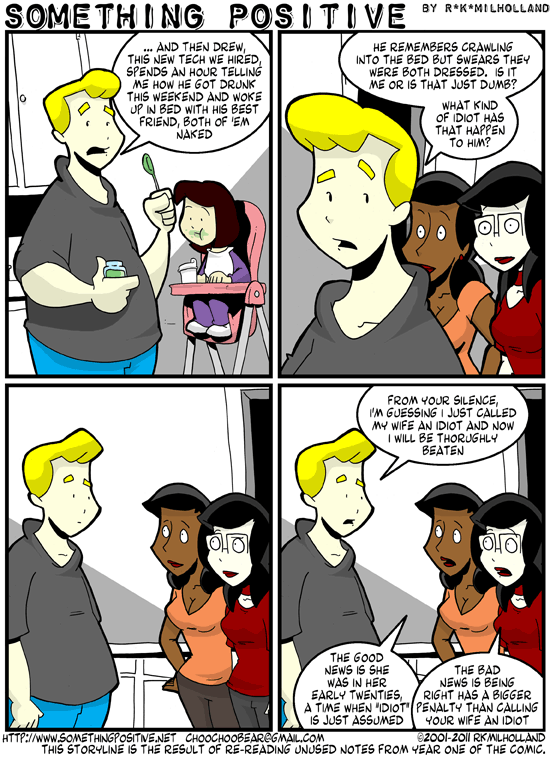 SOMETHING POSITIVE
BY R*K*MILHOLLAND
... AND THEN DREW,
THIS NEW TECH WE HIRED,
SPENDS AN HOUR TELLING
ME HOW HE GOT DRUNK
THIS WEEKEND AND WOKE
UP IN BED WITH HIS BEST
FRIEND, BOTH OF 'EM
NAKED
HE REMEMBERS CRAWLING
INTO THE BED BUT SWEARS THEY
WERE BOTH DRESSED. IS IT
ME OR IS THAT JUST DUMB?
WHAT KIND
OF IDIOT HAS
THAT HAPPEN
TO HIM?
FROM YOUR SILENCE,
I'M GUESSING I JUST CALLED
MY WIFE AN IDIOT AND NOW
I WILL BE THORUGHLY
BEATEN
THE GOOD
NEWS IS SHE
WAS IN HER
EARLY TWENTIES,
A TIME WHEN "IDIOT"
IS JUST ASSUMED
THE BAD
NEWS IS BEING
RIGHT HAS A BIGGER
PENALTY THAN CALLING
YOUR WIFE AN IDIOT
HTTP://WWW.SOMETHINGPOSITIVE.NET CHOOCHOOBEAR@GMAIL.COM
©2001-2011 RKMILHOLLAND
THIS STORYLINE IS THE RESULT OF RE-READING UNUSED NOTES FROM YEAR ONE OF THE COMIC.